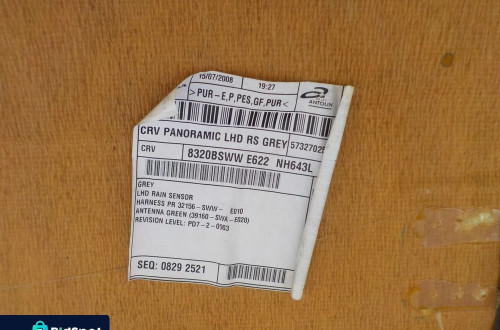 15/07/2008 19:27
>PUR-E,P,PES,GF,PUR<
ANTOLIN
CRV PANORAMIC LHD RS GREY 5732702
CRV 8320BSWW E622 NH643L
GREY
LHD RAIN SENSOR
HARNESS PR 32156-SWW- E010
ANTENNA GREEN (39160-SWA-E020)
REVISION LEVEL: PD7-2-0903
SEQ: 0829 2521
BidSpot